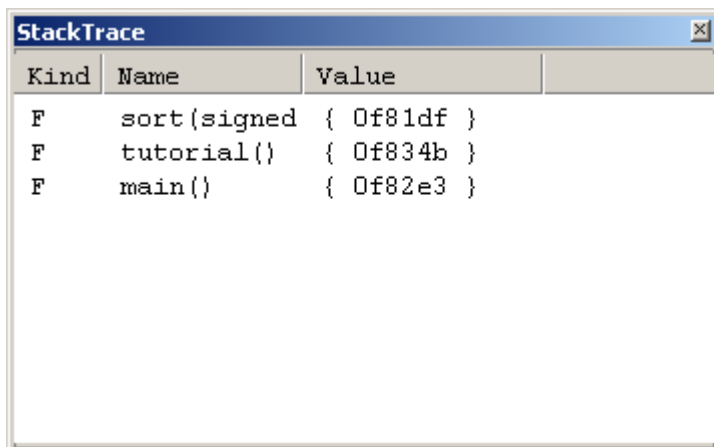 StackTrace
Kind Name Value
F sort(signed { 0f81df }
F tutorial() { 0f834b }
F main() { 0f82e3 }